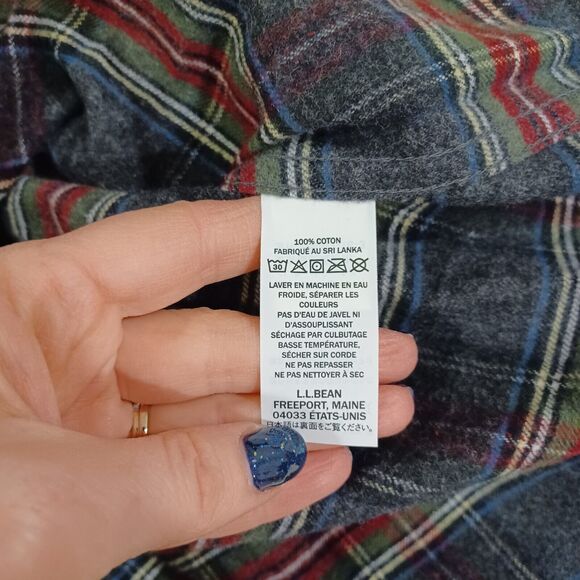 100% COTON
FABRIQUÉ AU SRI LANKA
30
LAVER EN MACHINE EN EAU
FROIDE, SÉPARER LES
COULEURS
PAS D'EAU DE JAVEL NI
D'ASSOUPLISSANT
SÉCHAGE PAR CULBUTAGE
BASSE TEMPÉRATURE,
SÉCHER SUR CORDE
NE PAS REPASSER
NE PAS NETTOYER À SEC
L.L.BEAN
FREEPORT, MAINE
04033 ÉTATS-UNIS
日本語は裏面をご覧ください。